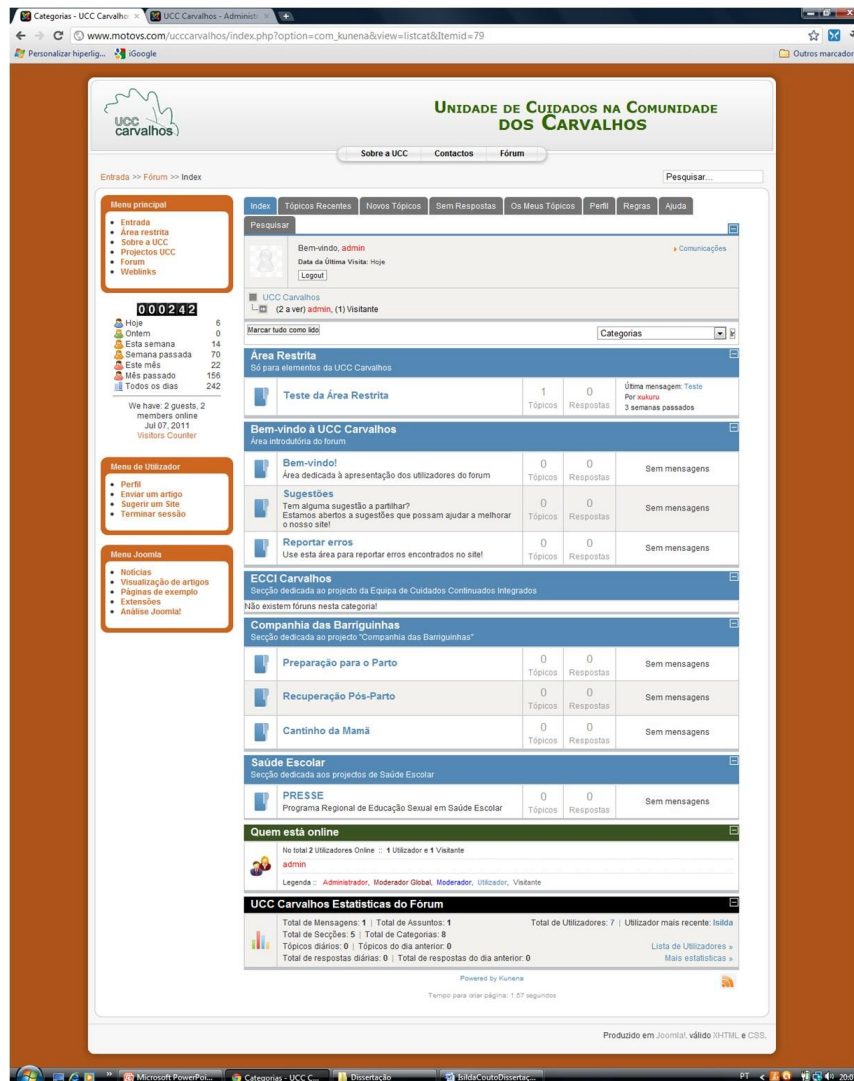 Categorias - UCC Carvalho
UCC Carvalhos - Administ
www.motovs.com/ucccarvalhos/index.php?option=com_kunena&view=listcat&Itemid=79
Personalizar hiperlig...
iGoogle
Outros marcador
ucc
carvalhos
UNIDADE DE CUIDADOS NA COMUNIDADE
DOS CARVALHOS
Sobre a UCC Contactos Fórum
Entrada >> Fórum >> Index
Pesquisar...
Menu principal
Entrada
Área restrita
Sobre a UCC
Projectos UCC
Forum
Weblinks
000242
Hoje 6
Ontem 0
Esta semana 14
Semana passada 70
Este mês 22
Mês passado 156
Todos os dias 242
We have: 2 guests, 2
members online
Jul 07, 2011
Visitors Counter
Menu de Utilizador
Perfil
Enviar um artigo
Sugerir um Site
Terminar sessão
Menu Joomla
Notícias
Visualização de artigos
Páginas de exemplo
Extensões
Análise Joomla!
Index Tópicos Recentes Novos Tópicos Sem Respostas Os Meus Tópicos Perfil Regras Ajuda
Pesquisar
Bem-vindo, admin
Comunicações
Data da Última Visita: Hoje
Logout
UCC Carvalhos
(2 a ver) admin, (1) Visitante
Marcar tudo como lido
Categorias
Área Restrita
Só para elementos da UCC Carvalhos
Teste da Área Restrita
1 Tópicos
0 Respostas
Última mensagem: Teste
Por xukuru
3 semanas passados
Bem-vindo à UCC Carvalhos
Área introdutória do forum
Bem-vindo!
Área dedicada à apresentação dos utilizadores do forum
0 Tópicos
0 Respostas
Sem mensagens
Sugestões
Tem alguma sugestão a partilhar?
Estamos abertos a sugestões que possam ajudar a melhorar
o nosso site!
0 Tópicos
0 Respostas
Sem mensagens
Reportar erros
Use esta área para reportar erros encontrados no site!
0 Tópicos
0 Respostas
Sem mensagens
ECCI Carvalhos
Secção dedicada ao projecto da Equipa de Cuidados Continuados Integrados
Não existem fóruns nesta categoria!
Companhia das Barriguinhas
Secção dedicada ao projecto "Companhia das Barriguinhas"
Preparação para o Parto
0 Tópicos
0 Respostas
Sem mensagens
Recuperação Pós-Parto
0 Tópicos
0 Respostas
Sem mensagens
Cantinho da Mamã
0 Tópicos
0 Respostas
Sem mensagens
Saúde Escolar
Secção dedicada aos projectos de Saúde Escolar
PRESSE
Programa Regional de Educação Sexual em Saúde Escolar
0 Tópicos
0 Respostas
Sem mensagens
Quem está online
No total 2 Utilizadores Online :: 1 Utilizador e 1 Visitante
admin
Legenda :: Administrador, Moderador Global, Moderador, Utilizador, Visitante
UCC Carvalhos Estatisticas do Fórum
Total de Mensagens: 1 | Total de Assuntos: 1
Total de Utilizadores: 7 | Utilizador mais recente: Isilda
Total de Secções: 5 | Total de Categorias: 8
Tópicos diários: 0 | Tópicos do dia anterior: 0
Lista de Utilizadores »
Total de respostas diárias: 0 | Total de respostas do dia anterior: 0
Mais estatísticas »
Powered by Kunena
Tempo para criar página: 1.57 segundos
Produzido em Joomla!, válido XHTML e CSS.
Microsoft PowerPoi...
Categorias - UCC C...
Dissertação
IsildaCoutoDissertaç...
PT
20:0